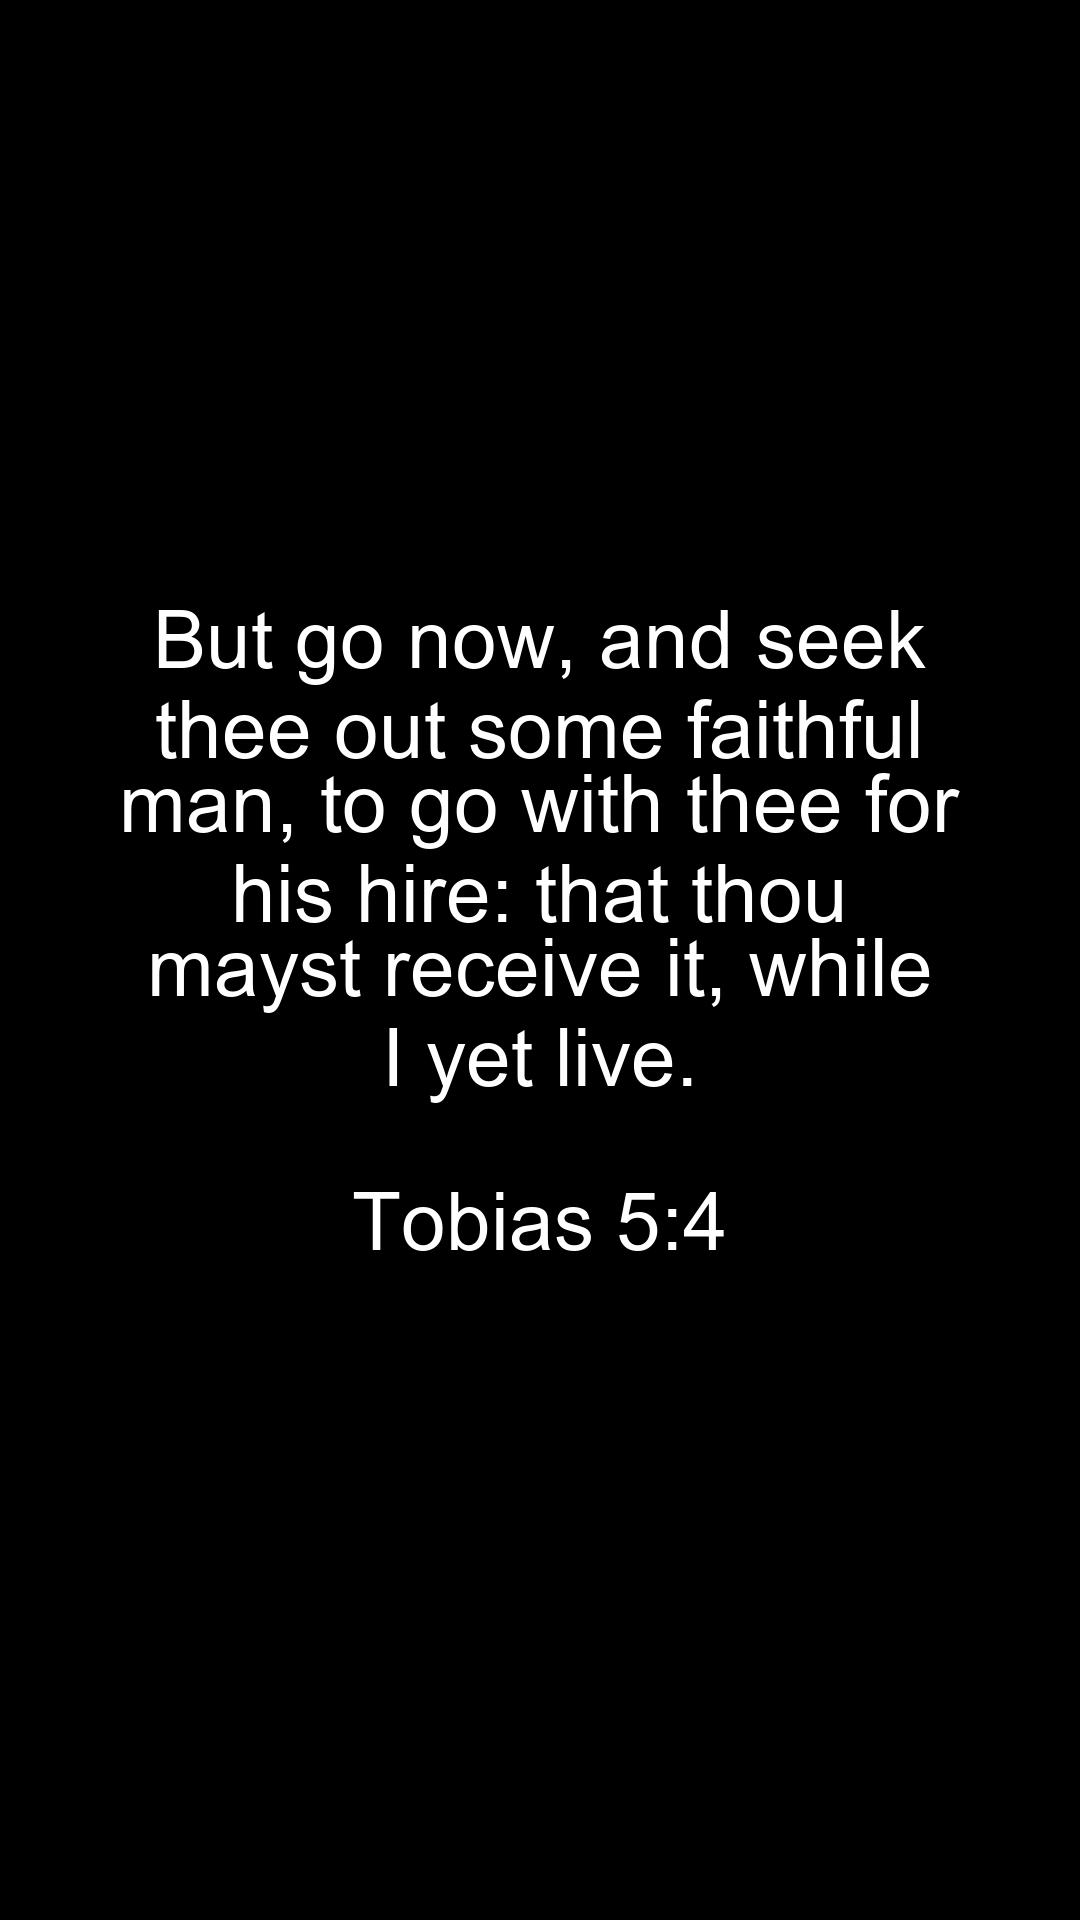 But go now, and seek
thee out some faithful
man, to go with thee for
his hire: that thou
mayst receive it, while
I yet live.
Tobias 5:4